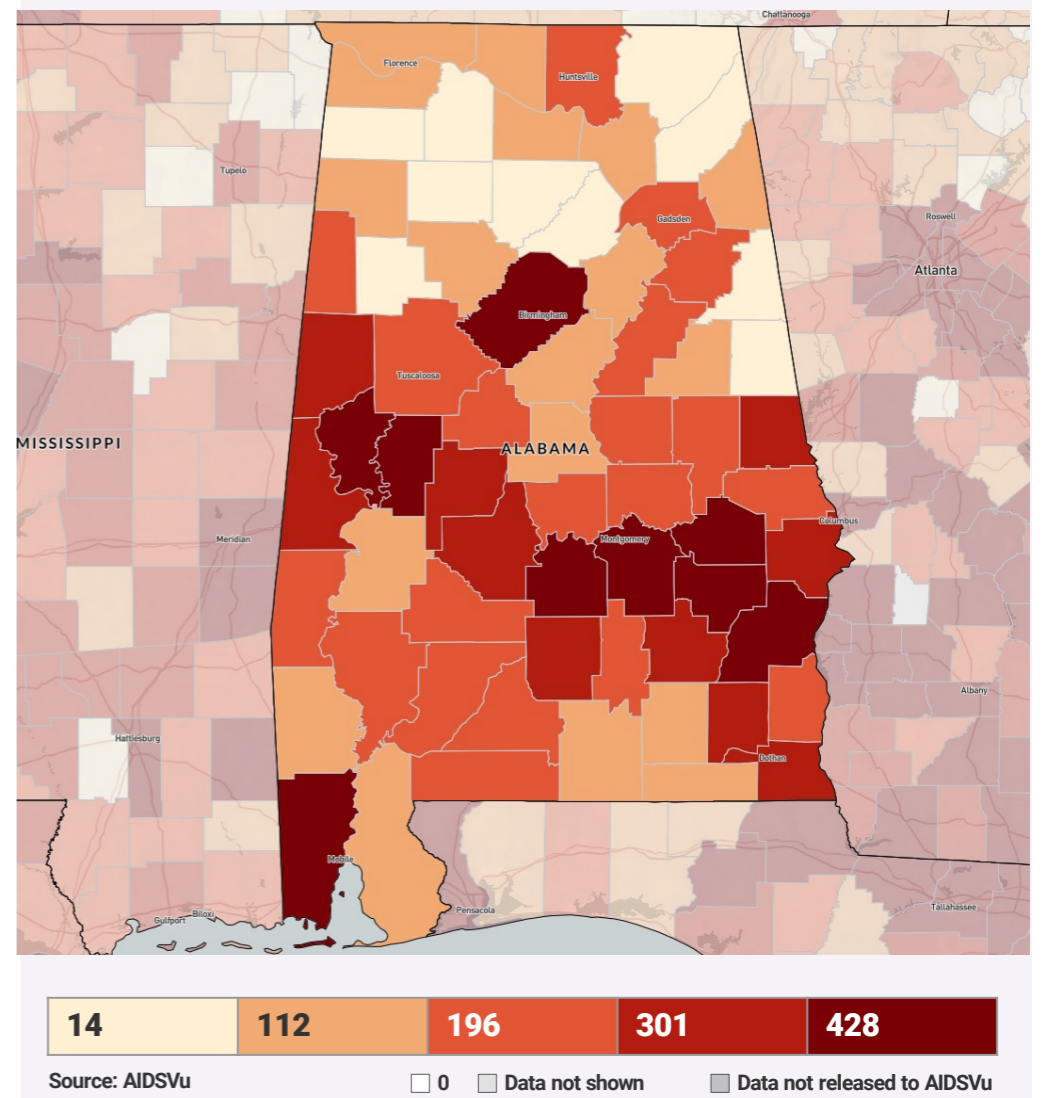 Chattanooga
Florence
Huntsville
Tupelo
Gadsden
Roswell
Atlanta
Birmingham
Tuscaloosa
MISSISSIPPI
ALABAMA
Columbus
Meridian
Montgomery
Albany
Hattiesburg
Dothan
Mobile
Pensacola
Tallahassee
Biloxi
Gulfport
14 112 196 301 428
Source: AIDSVu 0 Data not shown Data not released to AIDSVu